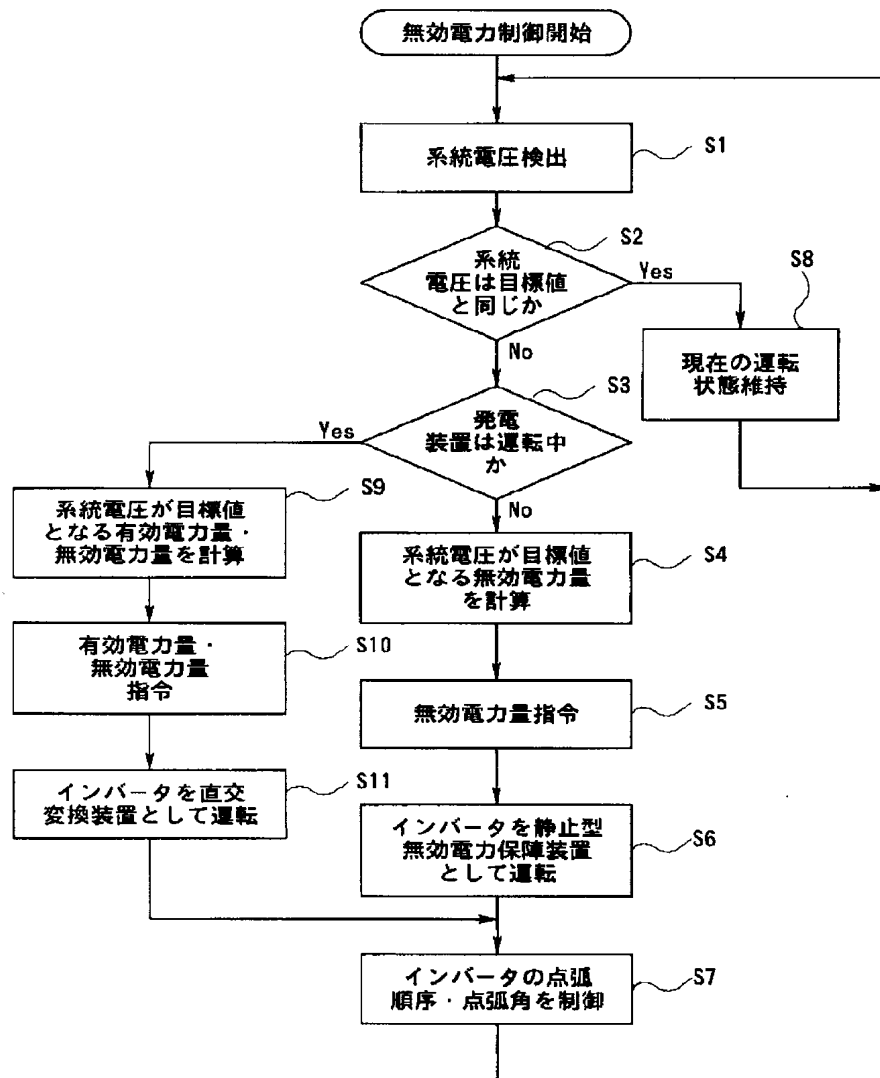 無効電力制御開始
系統電圧検出
S1
系統
電圧は目標値
と同じか
S2
Yes
No
現在の運転
状態維持
S8
発電
装置は運転中
か
S3
Yes
No
系統電圧が目標値
となる有効電力量・
無効電力量を計算
S9
系統電圧が目標値
となる無効電力量
を計算
S4
有効電力量・
無効電力量
指令
S10
無効電力量指令
S5
インバータを直交
変換装置として運転
S11
インバータを静止型
無効電力保障装置
として運転
S6
インバータの点弧
順序・点弧角を制御
S7